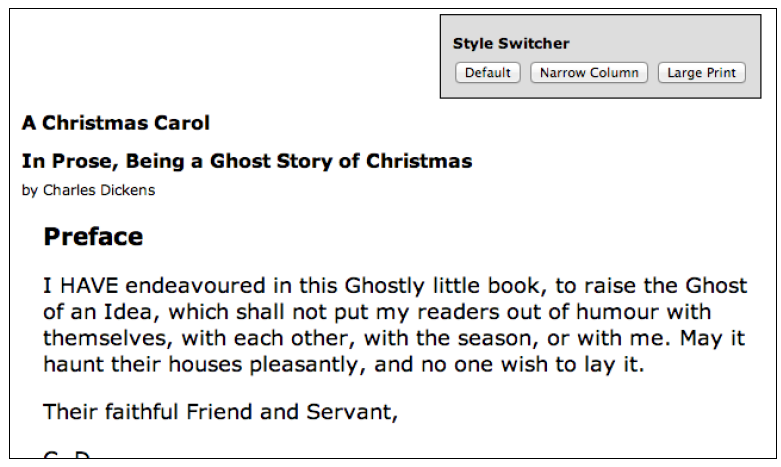 Style Switcher
Default Narrow Column Large Print
A Christmas Carol
In Prose, Being a Ghost Story of Christmas
by Charles Dickens
Preface
I HAVE endeavoured in this Ghostly little book, to raise the Ghost
of an Idea, which shall not put my readers out of humour with
themselves, with each other, with the season, or with me. May it
haunt their houses pleasantly, and no one wish to lay it.
Their faithful Friend and Servant,